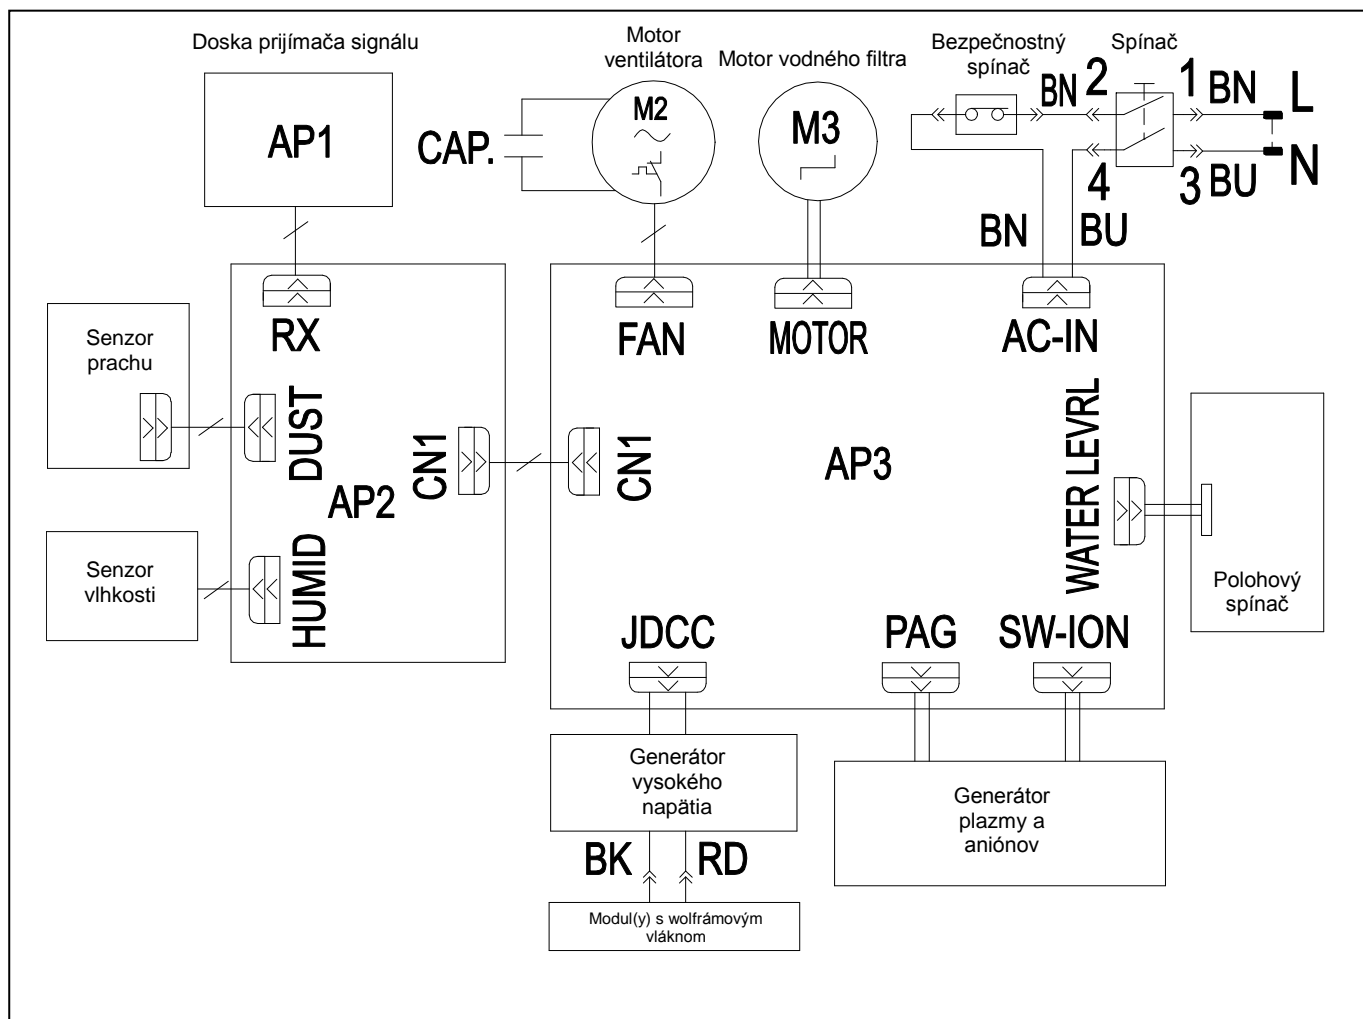 Doska prijímača signálu
AP1
Motor
ventilátora
M2
CAP.
Motor vodného filtra
M3
Bezpečnostný
spínač
Spínač
BN 2 1 BN L
4 3 BU N
BN BU
RX
FAN
MOTOR
AC-IN
Senzor
prachu
DUST
CN1
CN1
AP2
AP3
WATER LEVRL
Senzor
vlhkosti
HUMID
Polohový
spínač
JDCC
PAG
SW-ION
Generátor
vysokého
napätia
Generátor
plazmy a
aniónov
BK RD
Modul(y) s wolfrámovým
vláknom